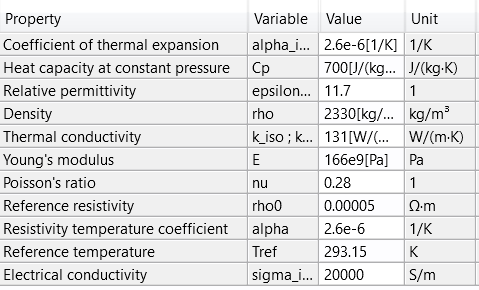 Property Variable Value Unit
Coefficient of thermal expansion alpha_i... 2.6e-6[1/K] 1/K
Heat capacity at constant pressure Cp 700[J/(kg... J/(kg·K)
Relative permittivity epsilon... 11.7 1
Density rho 2330[kg/... kg/m³
Thermal conductivity k_iso ; k... 131[W/(... W/(m·K)
Young's modulus E 166e9[Pa] Pa
Poisson's ratio nu 0.28 1
Reference resistivity rho0 0.00005 Ω·m
Resistivity temperature coefficient alpha 2.6e-6 1/K
Reference temperature Tref 293.15 K
Electrical conductivity sigma_i... 20000 S/m